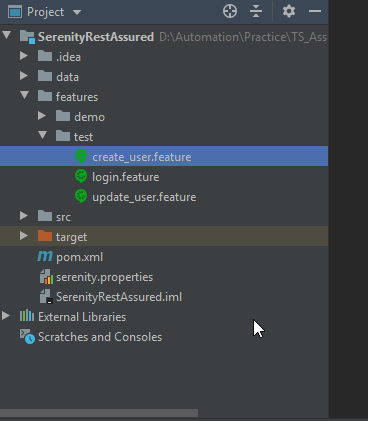 Project
SerenityRestAssured D:\Automation\Practice\TS_Ass
.idea
data
features
demo
test
create_user.feature
login.feature
update_user.feature
src
target
pom.xml
serenity.properties
SerenityRestAssured.iml
External Libraries
Scratches and Consoles